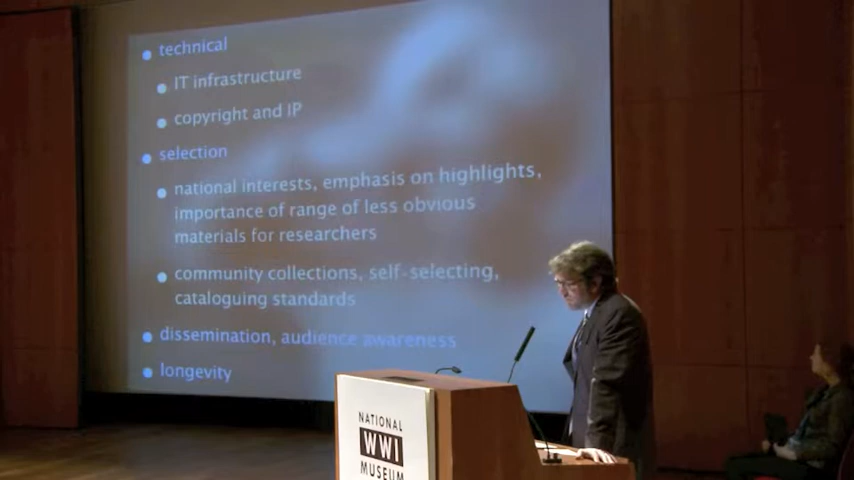 technical
IT infrastructure
copyright and IP
selection
national interests, emphasis on highlights,
importance of range of less obvious
materials for researchers
community collections, self-selecting,
cataloguing standards
dissemination, audience awareness
longevity
NATIONAL
WWI
MUSEUM